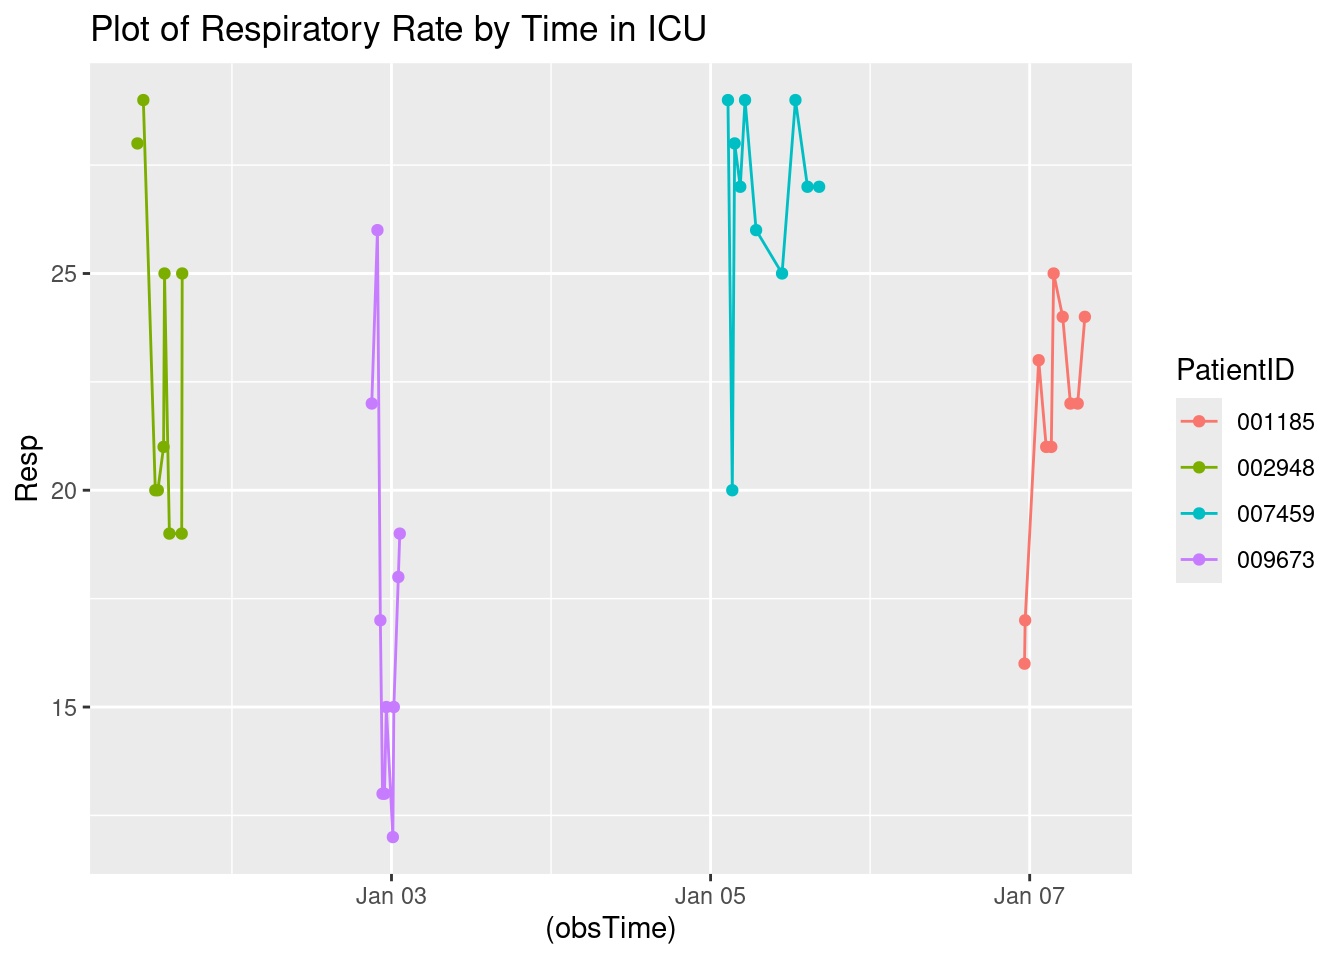 Plot of Respiratory Rate by Time in ICU
Resp
25
20
15
Jan 03
Jan 05
Jan 07
(obsTime)
PatientID
001185
002948
007459
009673